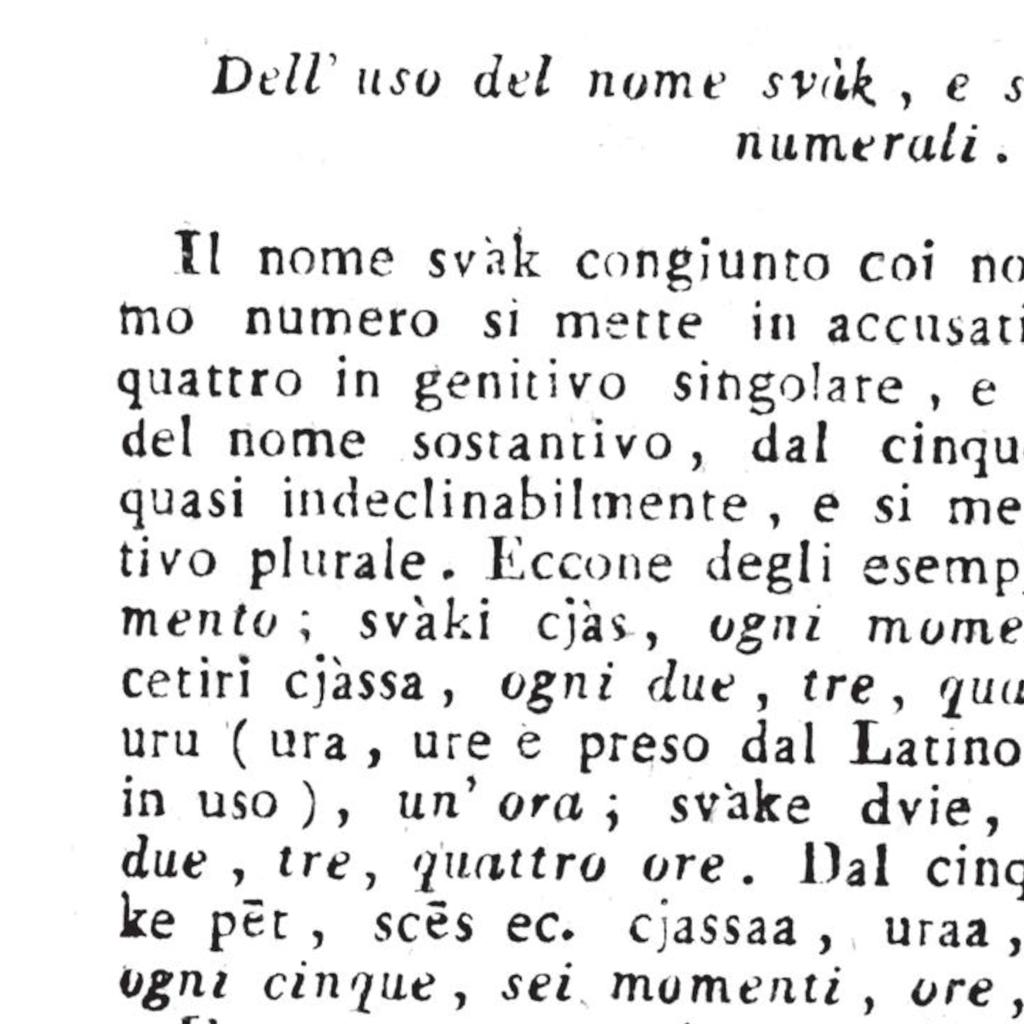 Dell' uso del nome svàk, e s
numerali.
Il nome svàk congiunto coi no
mo numero si mette in accusati
quattro in genitivo singolare, e
del nome sostantivo, dal cinqu
quasi indeclinabilmente, e si me
tivo plurale. Eccone degli esemp
mento; svàki cjàs, ogni mome
cetiri cjàssa, ogni due, tre, qua
uru (ura, ure è preso dal Latino
in uso), un' ora; svàke dvie,
due, tre, quattro ore. Dal cinq
ke pēt, scēs ec. cjassaa, uraa,
ogni cinque, sei momenti, ore,